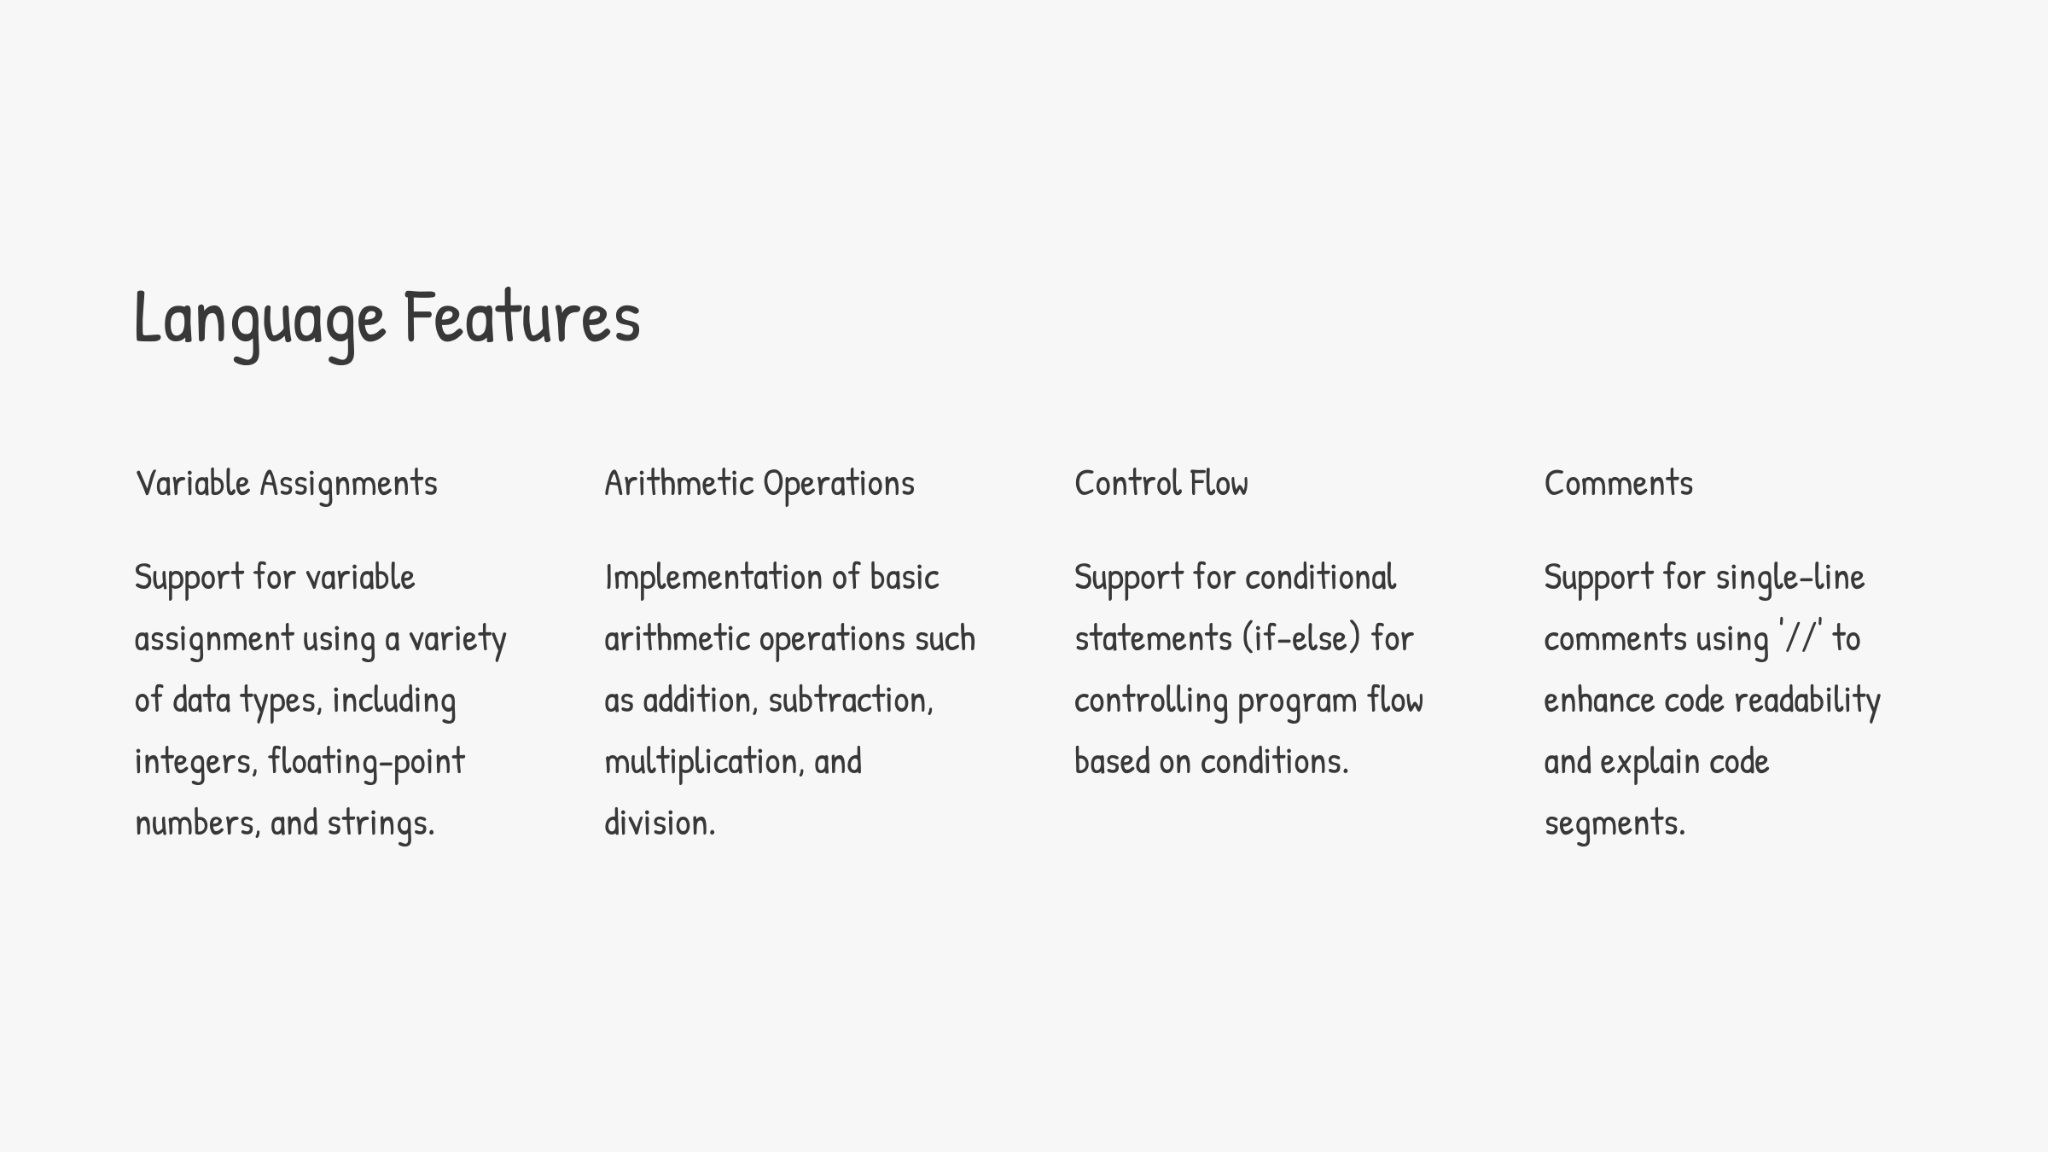 Language Features
Variable Assignments
Support for variable
assignment using a variety
of data types, including
integers, floating-point
numbers, and strings.
Arithmetic Operations
Implementation of basic
arithmetic operations such
as addition, subtraction,
multiplication, and
division.
Control Flow
Support for conditional
statements (if-else) for
controlling program flow
based on conditions.
Comments
Support for single-line
comments using '//' to
enhance code readability
and explain code
segments.